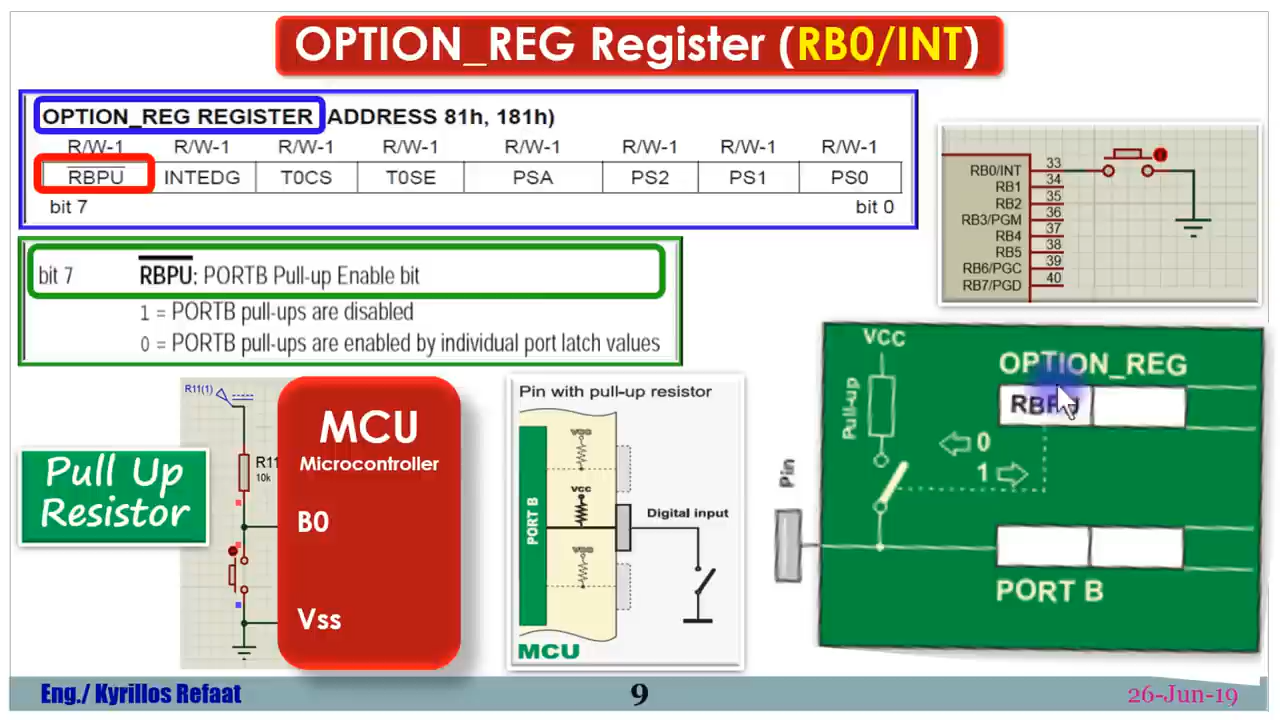 OPTION_REG Register (RB0/INT)
OPTION_REG REGISTER (ADDRESS 81h, 181h)
R/W-1 R/W-1 R/W-1 R/W-1 R/W-1 R/W-1 R/W-1 R/W-1
RBPU INTEDG T0CS T0SE PSA PS2 PS1 PS0
bit 7 bit 0
bit 7 RBPU: PORTB Pull-up Enable bit
1 = PORTB pull-ups are disabled
0 = PORTB pull-ups are enabled by individual port latch values
RB0/INT 33
RB1 34
RB2 35
RB3/PGM 36
RB4 37
RB5 38
RB6/PGC 39
RB7/PGD 40
Pull Up
Resistor
R11(1)
R11
10k
MCU
Microcontroller
B0
Vss
Pin with pull-up resistor
VCC
VCC
VCC
PORT B
Digital input
MCU
VCC
OPTION_REG
Pull-up
RBPU
0
1
Pin
PORT B
Eng./ Kyrillos Refaat
9
26-Jun-19